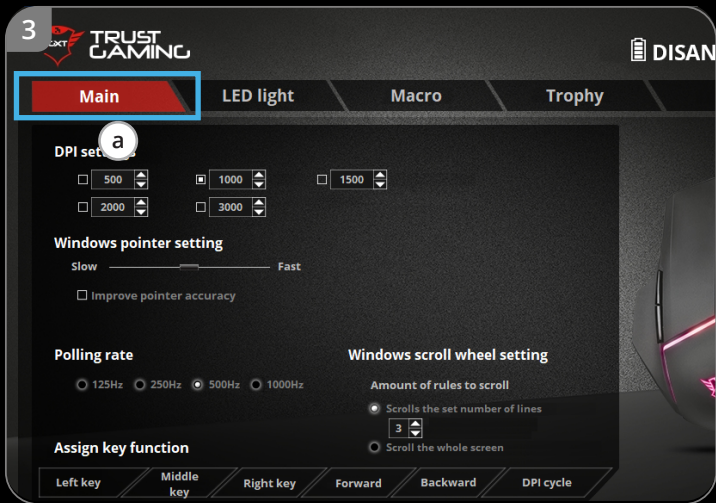 3
GXT
TRUST
GAMING
DISAN
Main
LED light
Macro
Trophy
a
DPI
500
1000
1500
2000
3000
Windows pointer setting
Slow
Fast
Improve pointer accuracy
Polling rate
Windows scroll wheel setting
125Hz
250Hz
500Hz
1000Hz
Amount of rules to scroll
Scrolls the set number of lines
3
Scroll the whole screen
Assign key function
Left key
Middle
key
Right key
Forward
Backward
DPI cycle